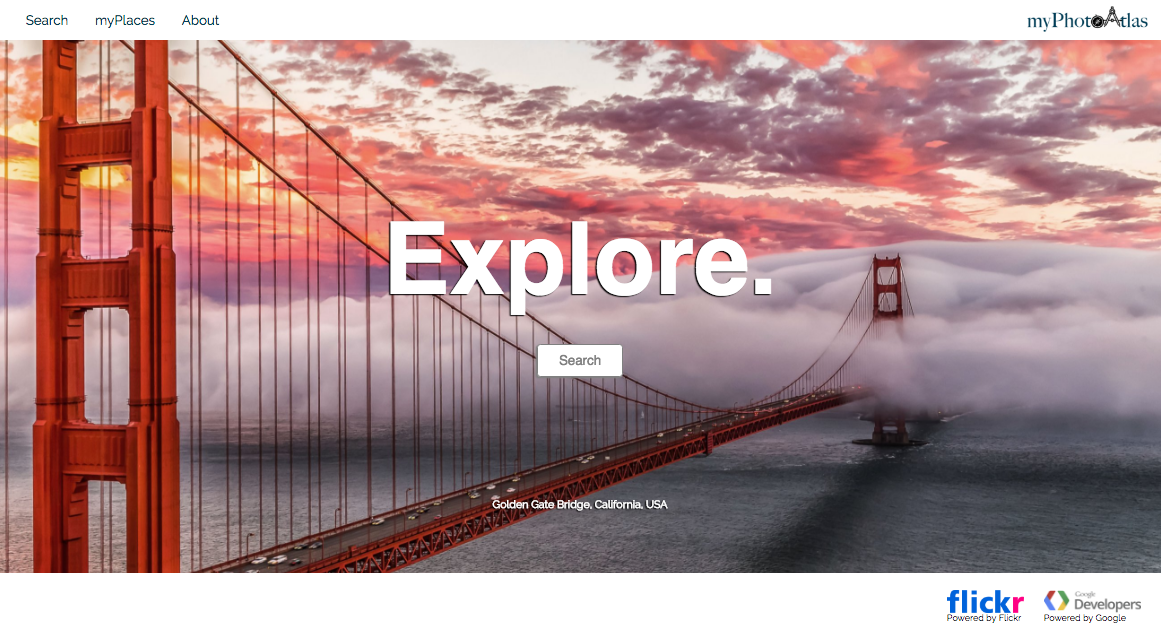 Search myPlaces About myPhotoAtlas
Explore.
Search
Golden Gate Bridge, California, USA
flickr Google Developers
Powered by Flickr Powered by Google